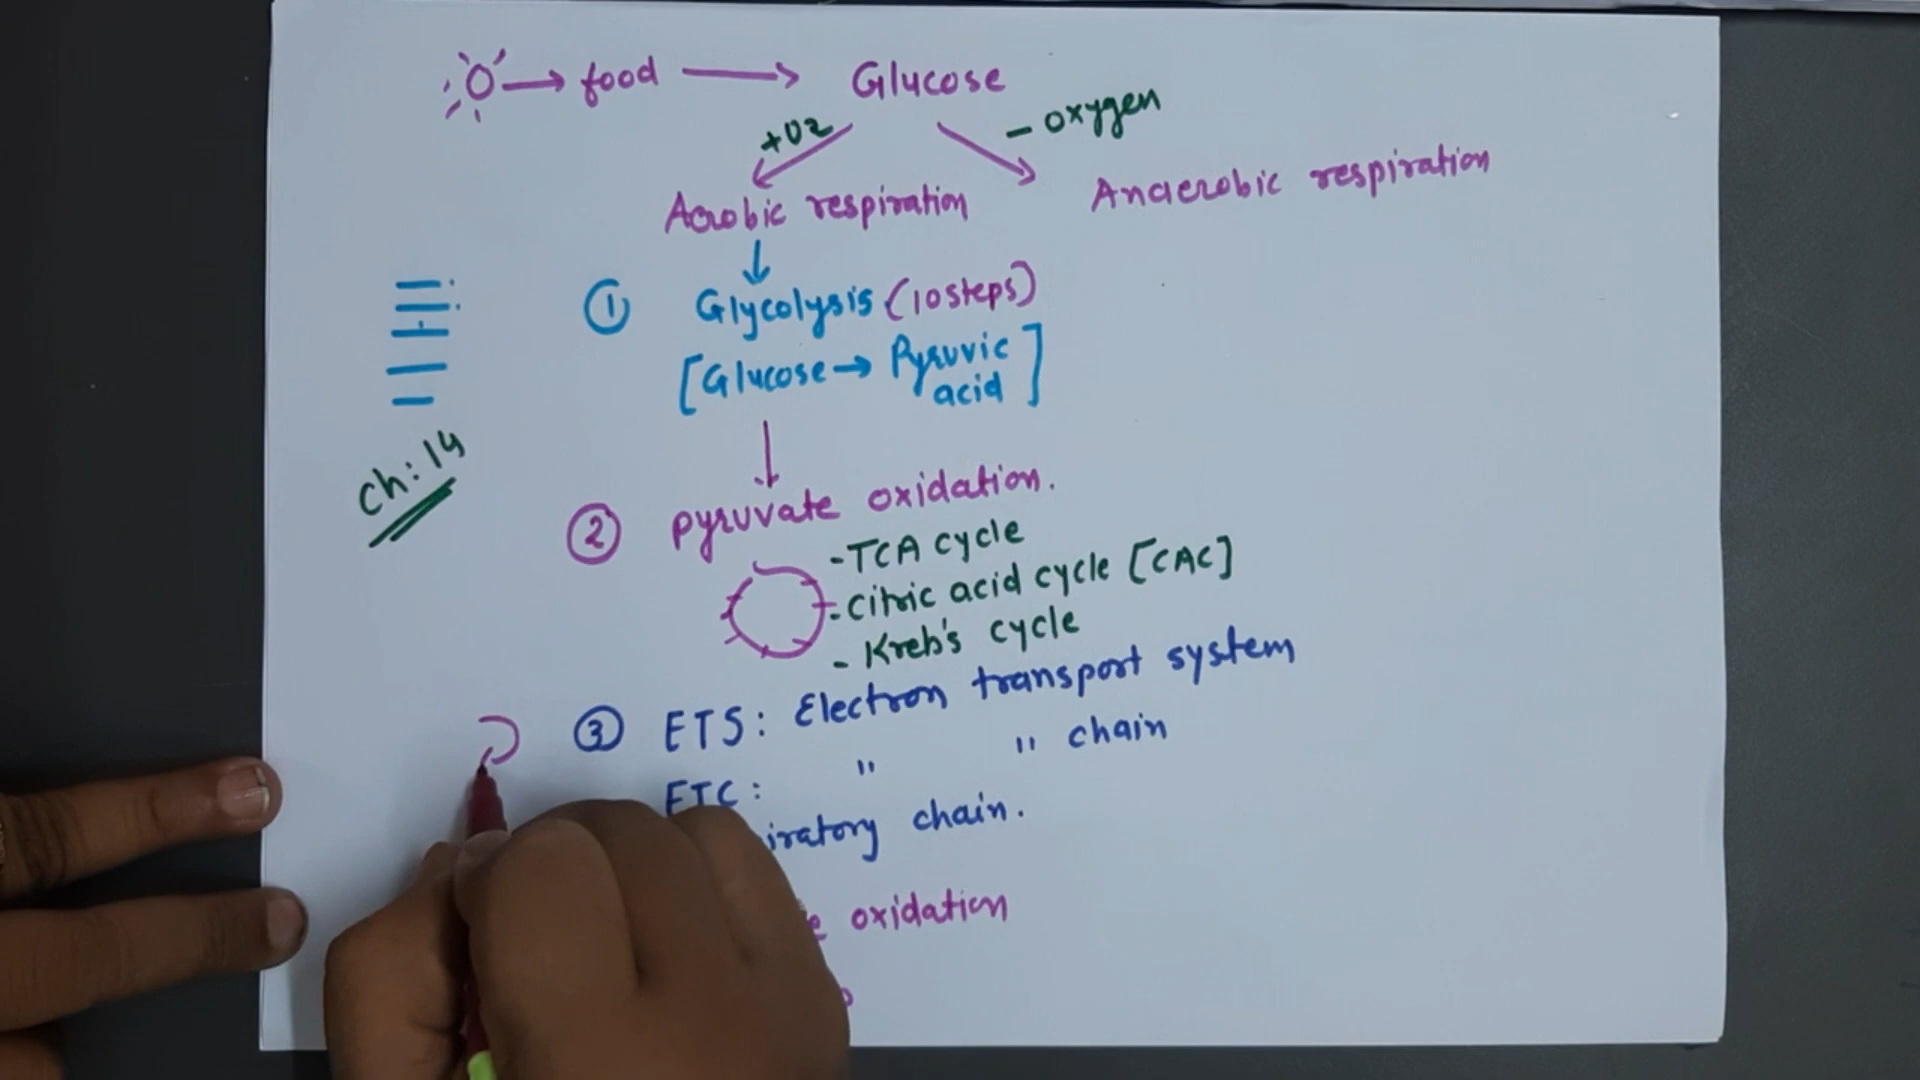 food → Glucose
+O2 - oxygen
Aerobic respiration Anaerobic respiration
① Glycolysis (10 steps)
[Glucose → Pyruvic
acid]
Ch: 14
② pyruvate oxidation.
- TCA cycle
- Citric acid cycle [CAC]
- Kreb's cycle
③ ETS: Electron transport system
ETC: " " chain
chain.
oxidation